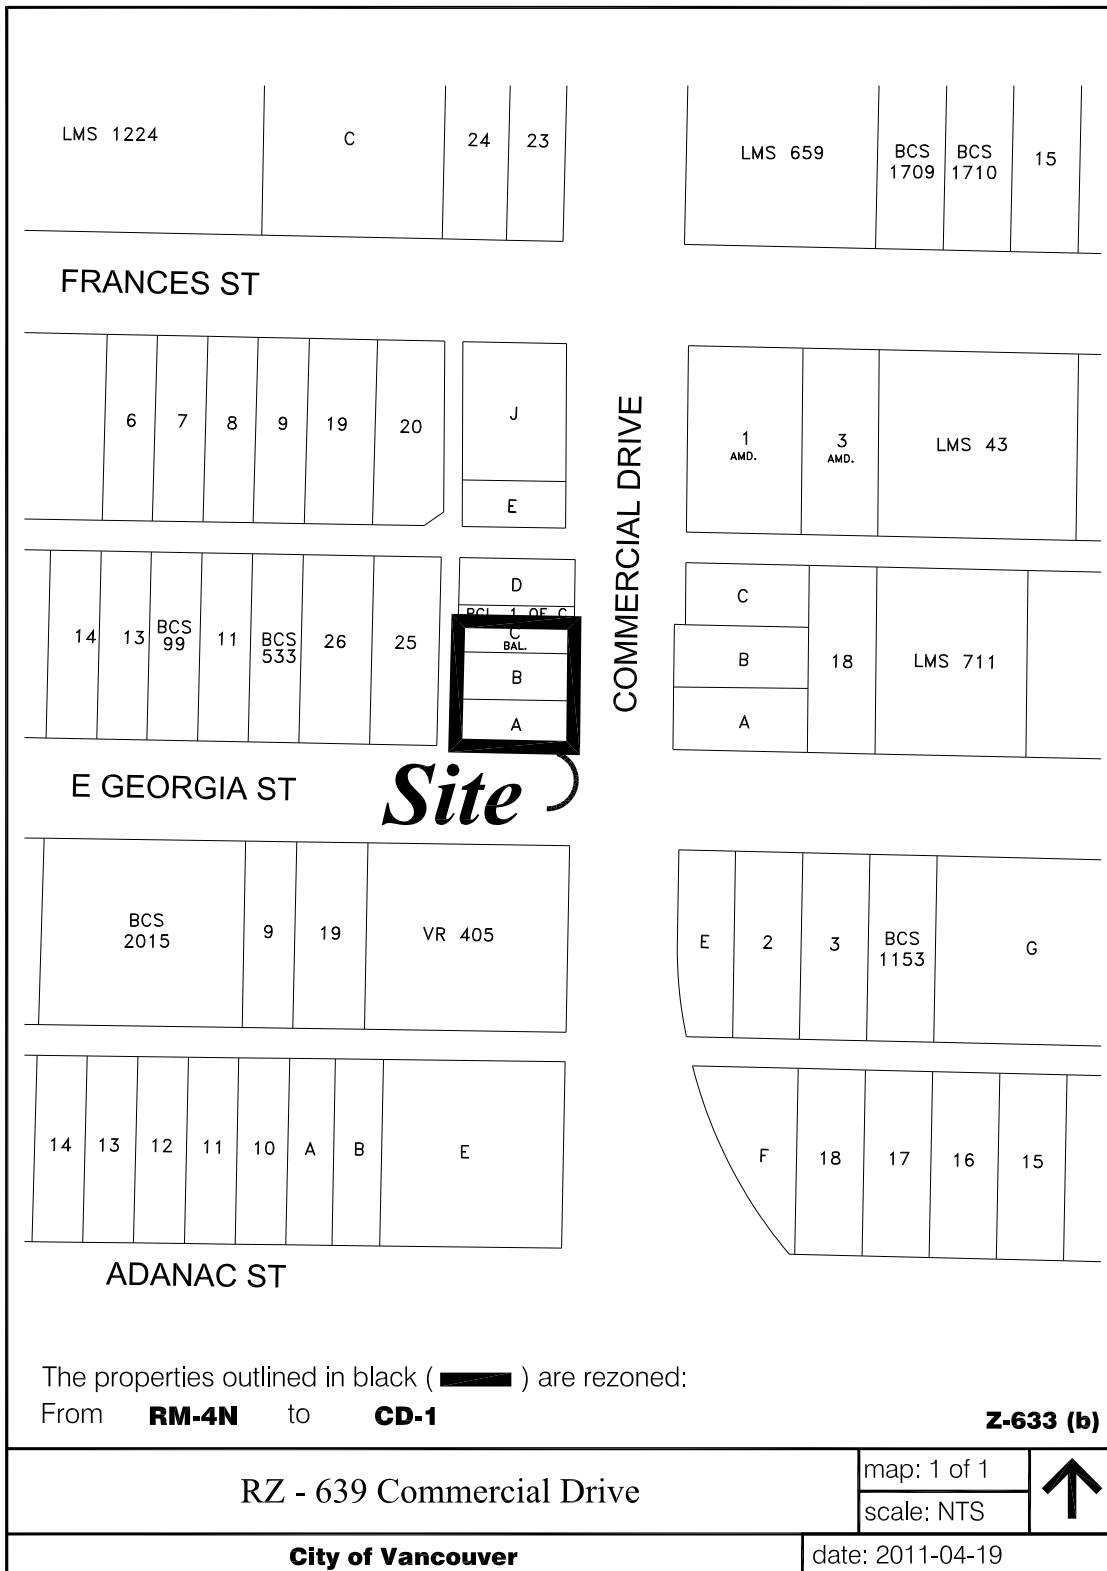 LMS 1224
C
24
23
LMS 659
BCS
1709
BCS
1710
15
FRANCES ST
6
7
8
9
19
20
J
E
COMMERCIAL DRIVE
1
AMD.
3
AMD.
LMS 43
14
13
BCS
99
11
BCS
533
26
25
D
PCL. 1 OF C
C
BAL.
B
A
C
B
A
18
LMS 711
E GEORGIA ST
Site
BCS
2015
9
19
VR 405
E
2
3
BCS
1153
G
14
13
12
11
10
A
B
E
F
18
17
16
15
ADANAC ST
The properties outlined in black ( ) are rezoned:
From RM-4N to CD-1
Z-633 (b)
RZ - 639 Commercial Drive
map: 1 of 1
scale: NTS
City of Vancouver
date: 2011-04-19